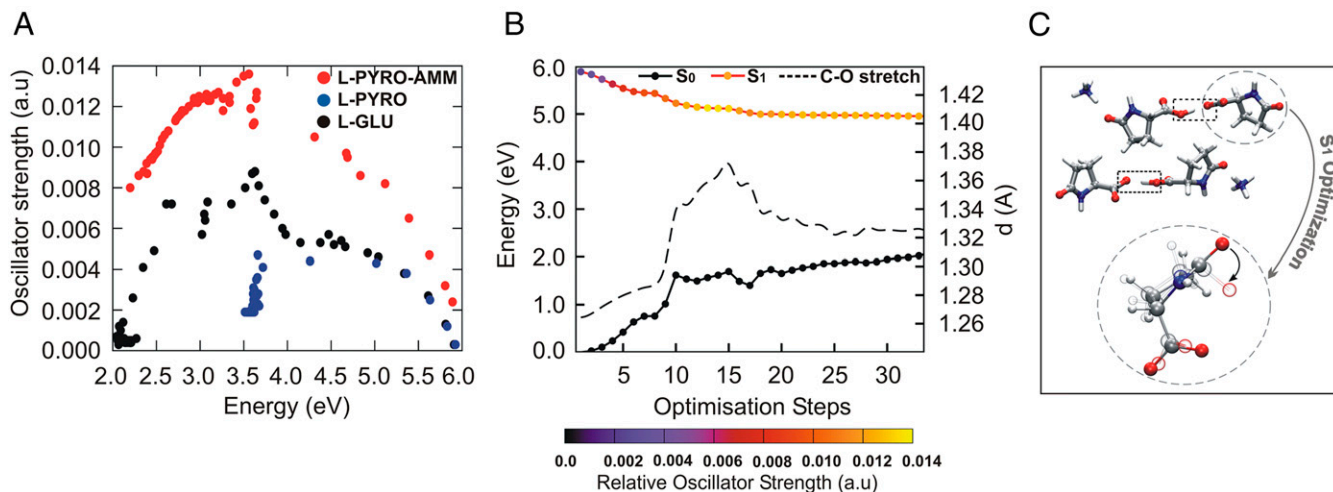 A
Oscillator strength (a.u)
0.014
0.012
0.010
0.008
0.006
0.004
0.002
0.000
L-PYRO-AMM
L-PYRO
L-GLU
2.0 2.5 3.0 3.5 4.0 4.5 5.0 5.5 6.0
Energy (eV)
B
Energy (eV)
6.0
5.0
4.0
3.0
2.0
1.0
0.0
S0 S1 C-O stretch
1.42
1.40
1.38
1.36
1.34
1.32
1.30
1.28
1.26
d (A)
5 10 15 20 25 30
Optimisation Steps
0.0 0.002 0.004 0.006 0.008 0.010 0.012 0.014
Relative Oscillator Strength (a.u)
C
S1 Optimization